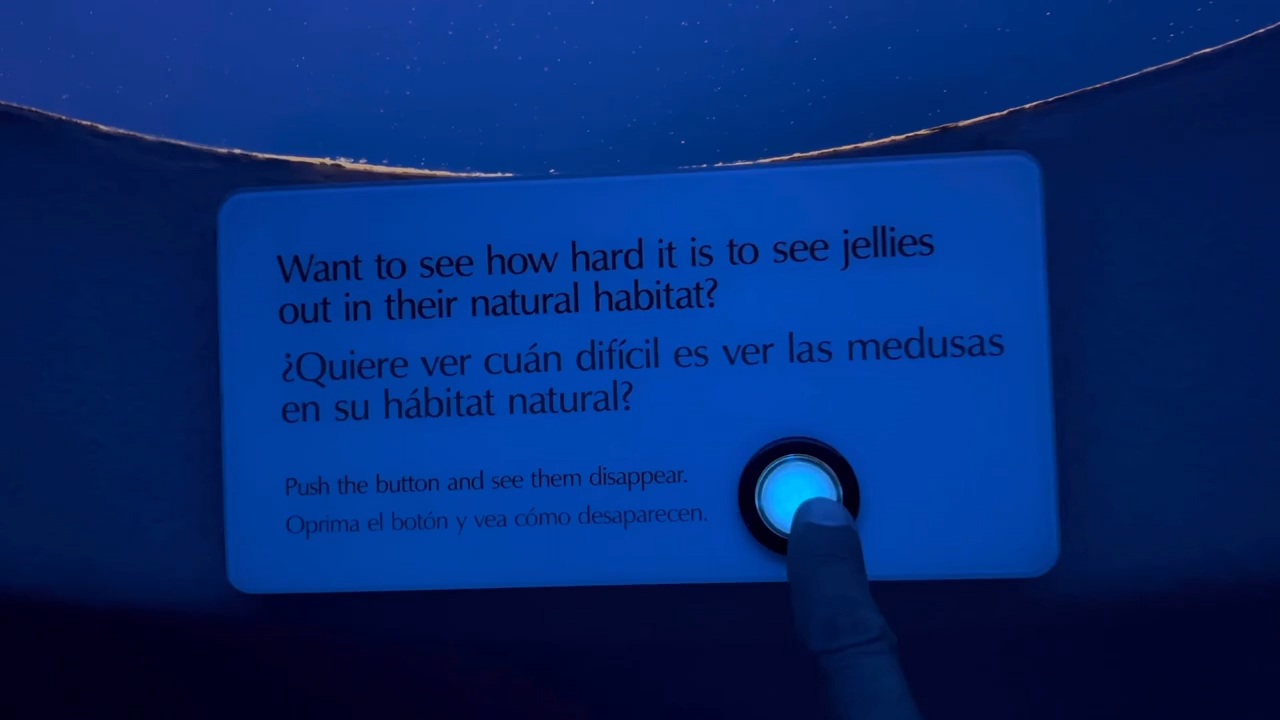 Want to see how hard it is to see jellies
out in their natural habitat?
¿Quiere ver cuán difícil es ver las medusas
en su hábitat natural?
Push the button and see them disappear.
Oprima el botón y vea cómo desaparecen.